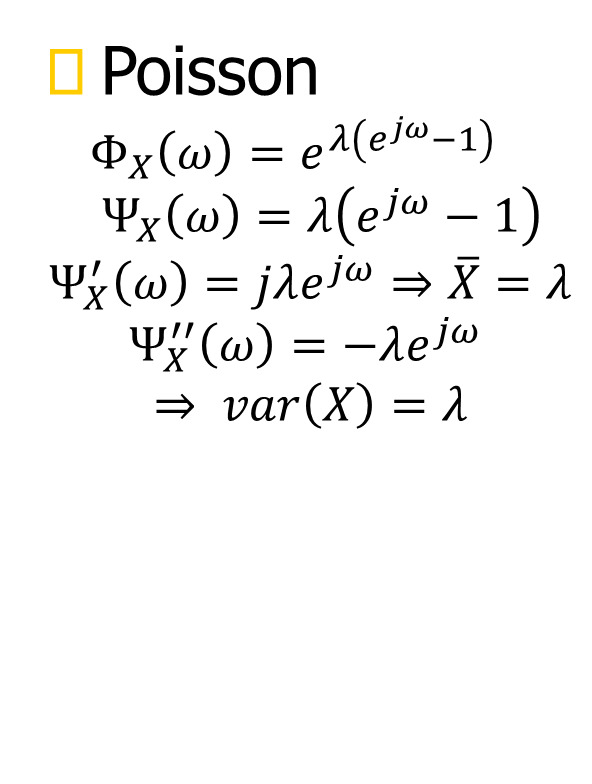 Poisson
Φ_X(ω) = e^{λ(e^{jω}−1)}
Ψ_X(ω) = λ(e^{jω} − 1)
Ψ′_X(ω) = jλe^{jω} ⇒ X̄ = λ
Ψ′′_X(ω) = −λe^{jω}
⇒ var(X) = λ